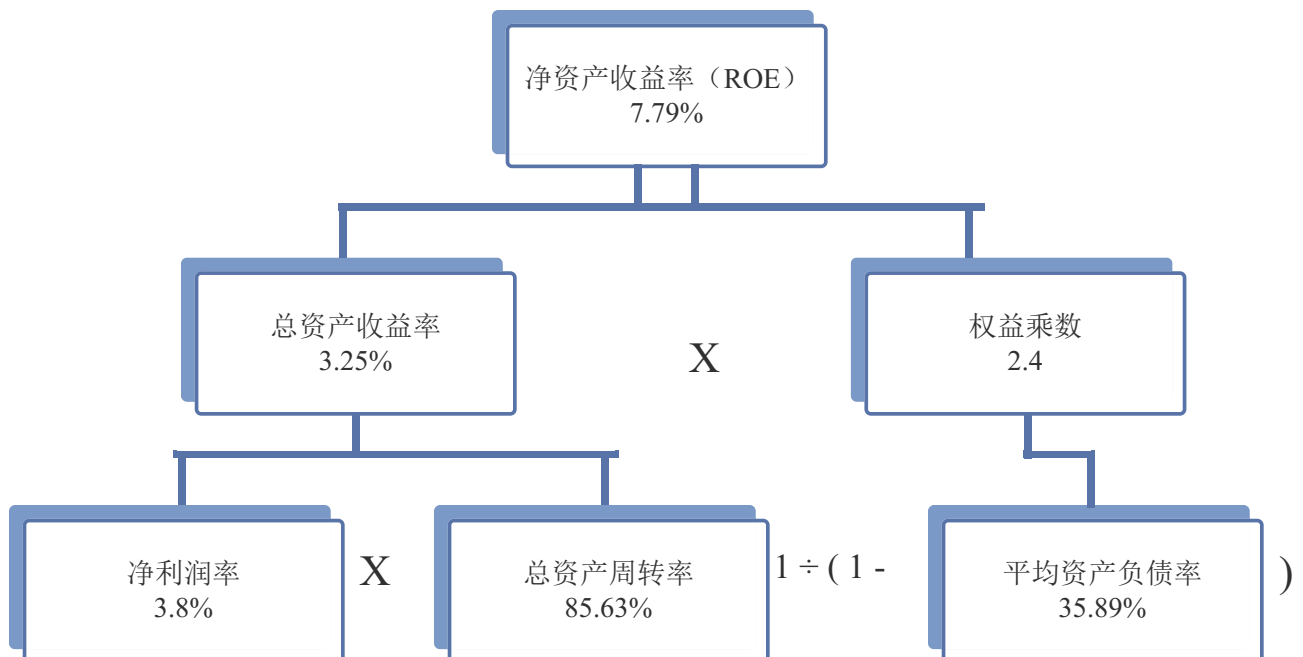 净资产收益率（ROE）
7.79%
总资产收益率
3.25%
X
权益乘数
2.4
净利润率
3.8%
X
总资产周转率
85.63%
1 ÷ ( 1 -
平均资产负债率
35.89%
)